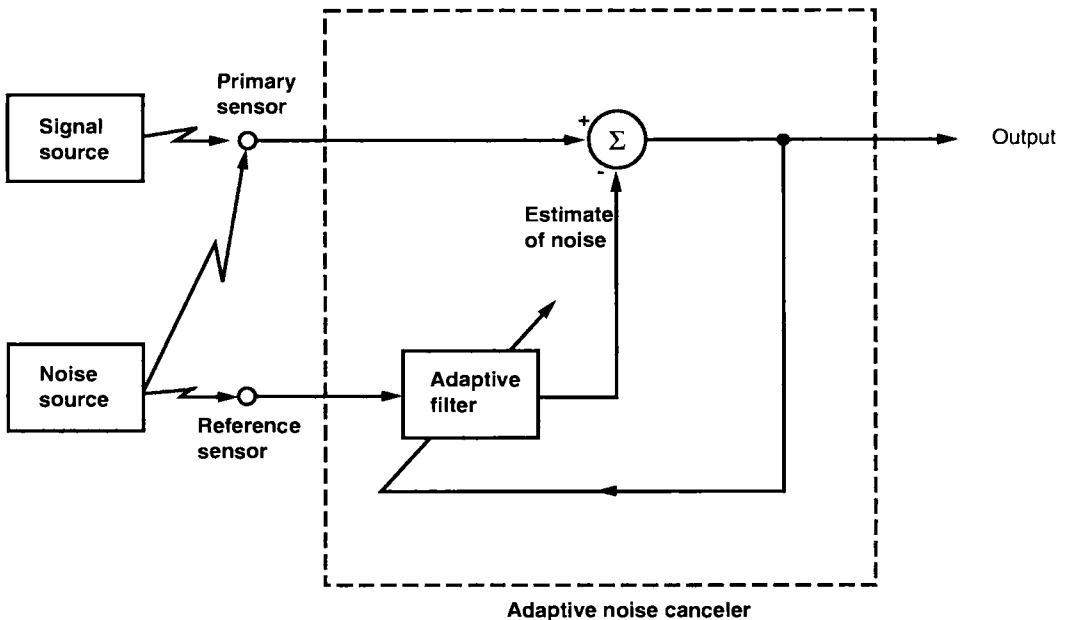 Primary
sensor
Signal
source
+
Σ
-
Output
Estimate
of noise
Noise
source
Adaptive
filter
Reference
sensor
Adaptive noise canceler